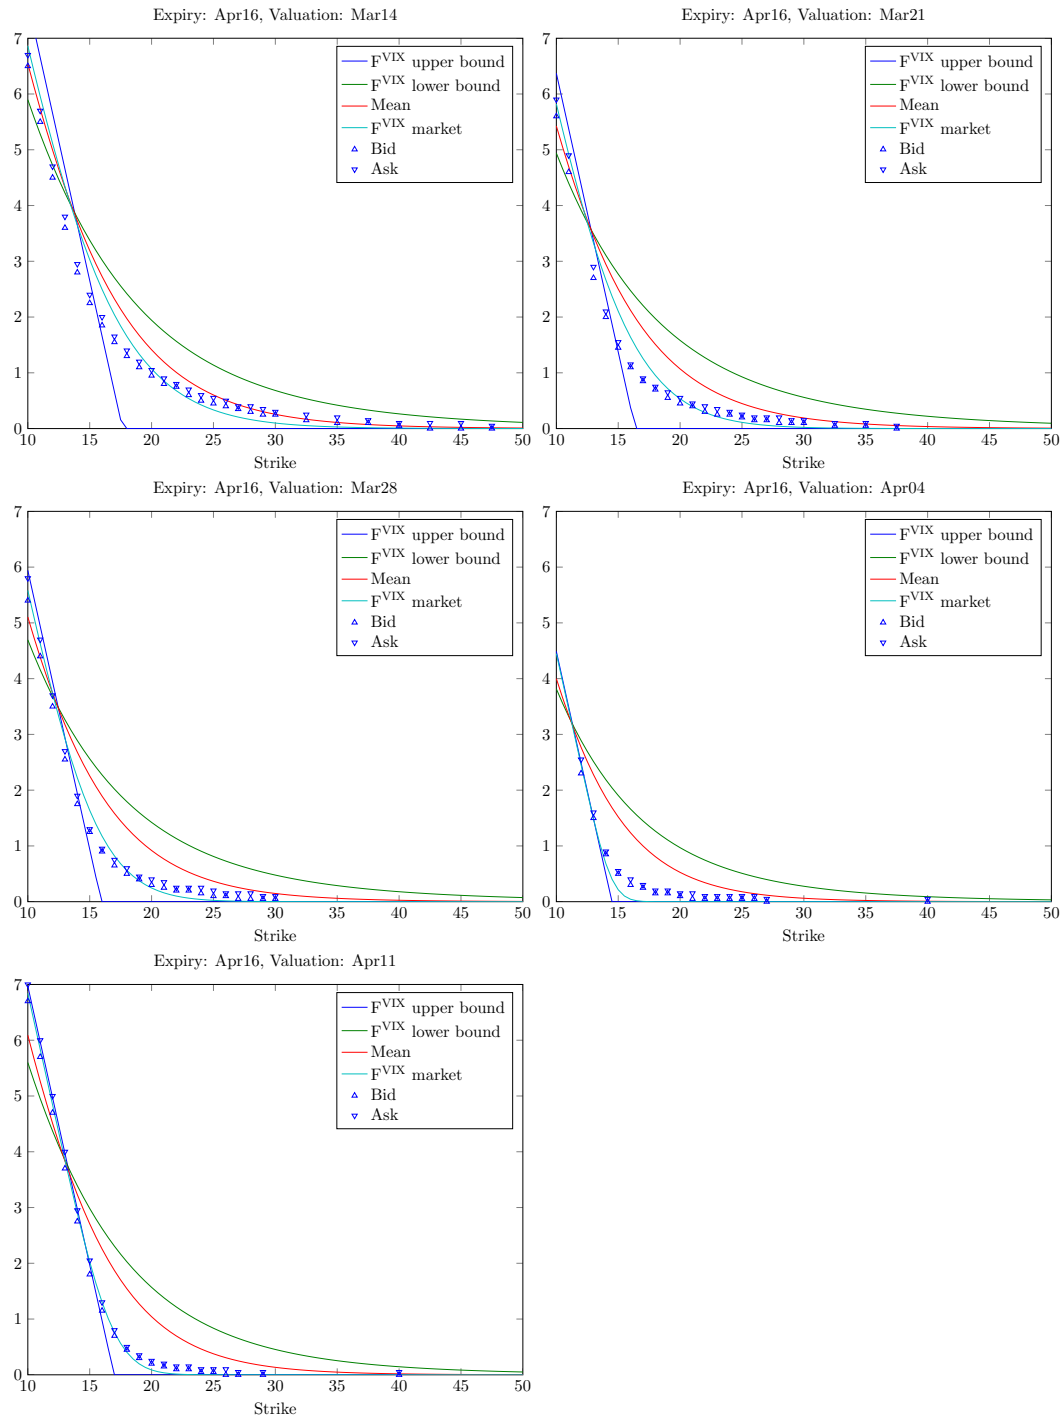 Expiry: Apr16, Valuation: Mar14
7
6
5
4
3
2
1
0
10 15 20 25 30 35 40 45 50
Strike
F^VIX upper bound
F^VIX lower bound
Mean
F^VIX market
Bid
Ask
Expiry: Apr16, Valuation: Mar21
7
6
5
4
3
2
1
0
10 15 20 25 30 35 40 45 50
Strike
F^VIX upper bound
F^VIX lower bound
Mean
F^VIX market
Bid
Ask
Expiry: Apr16, Valuation: Mar28
7
6
5
4
3
2
1
0
10 15 20 25 30 35 40 45 50
Strike
F^VIX upper bound
F^VIX lower bound
Mean
F^VIX market
Bid
Ask
Expiry: Apr16, Valuation: Apr04
7
6
5
4
3
2
1
0
10 15 20 25 30 35 40 45 50
Strike
F^VIX upper bound
F^VIX lower bound
Mean
F^VIX market
Bid
Ask
Expiry: Apr16, Valuation: Apr11
7
6
5
4
3
2
1
0
10 15 20 25 30 35 40 45 50
Strike
F^VIX upper bound
F^VIX lower bound
Mean
F^VIX market
Bid
Ask